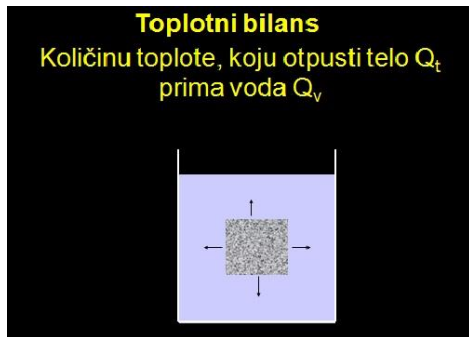 Toplotni bilans
Količinu toplote, koju otpusti telo Qt
prima voda Qv